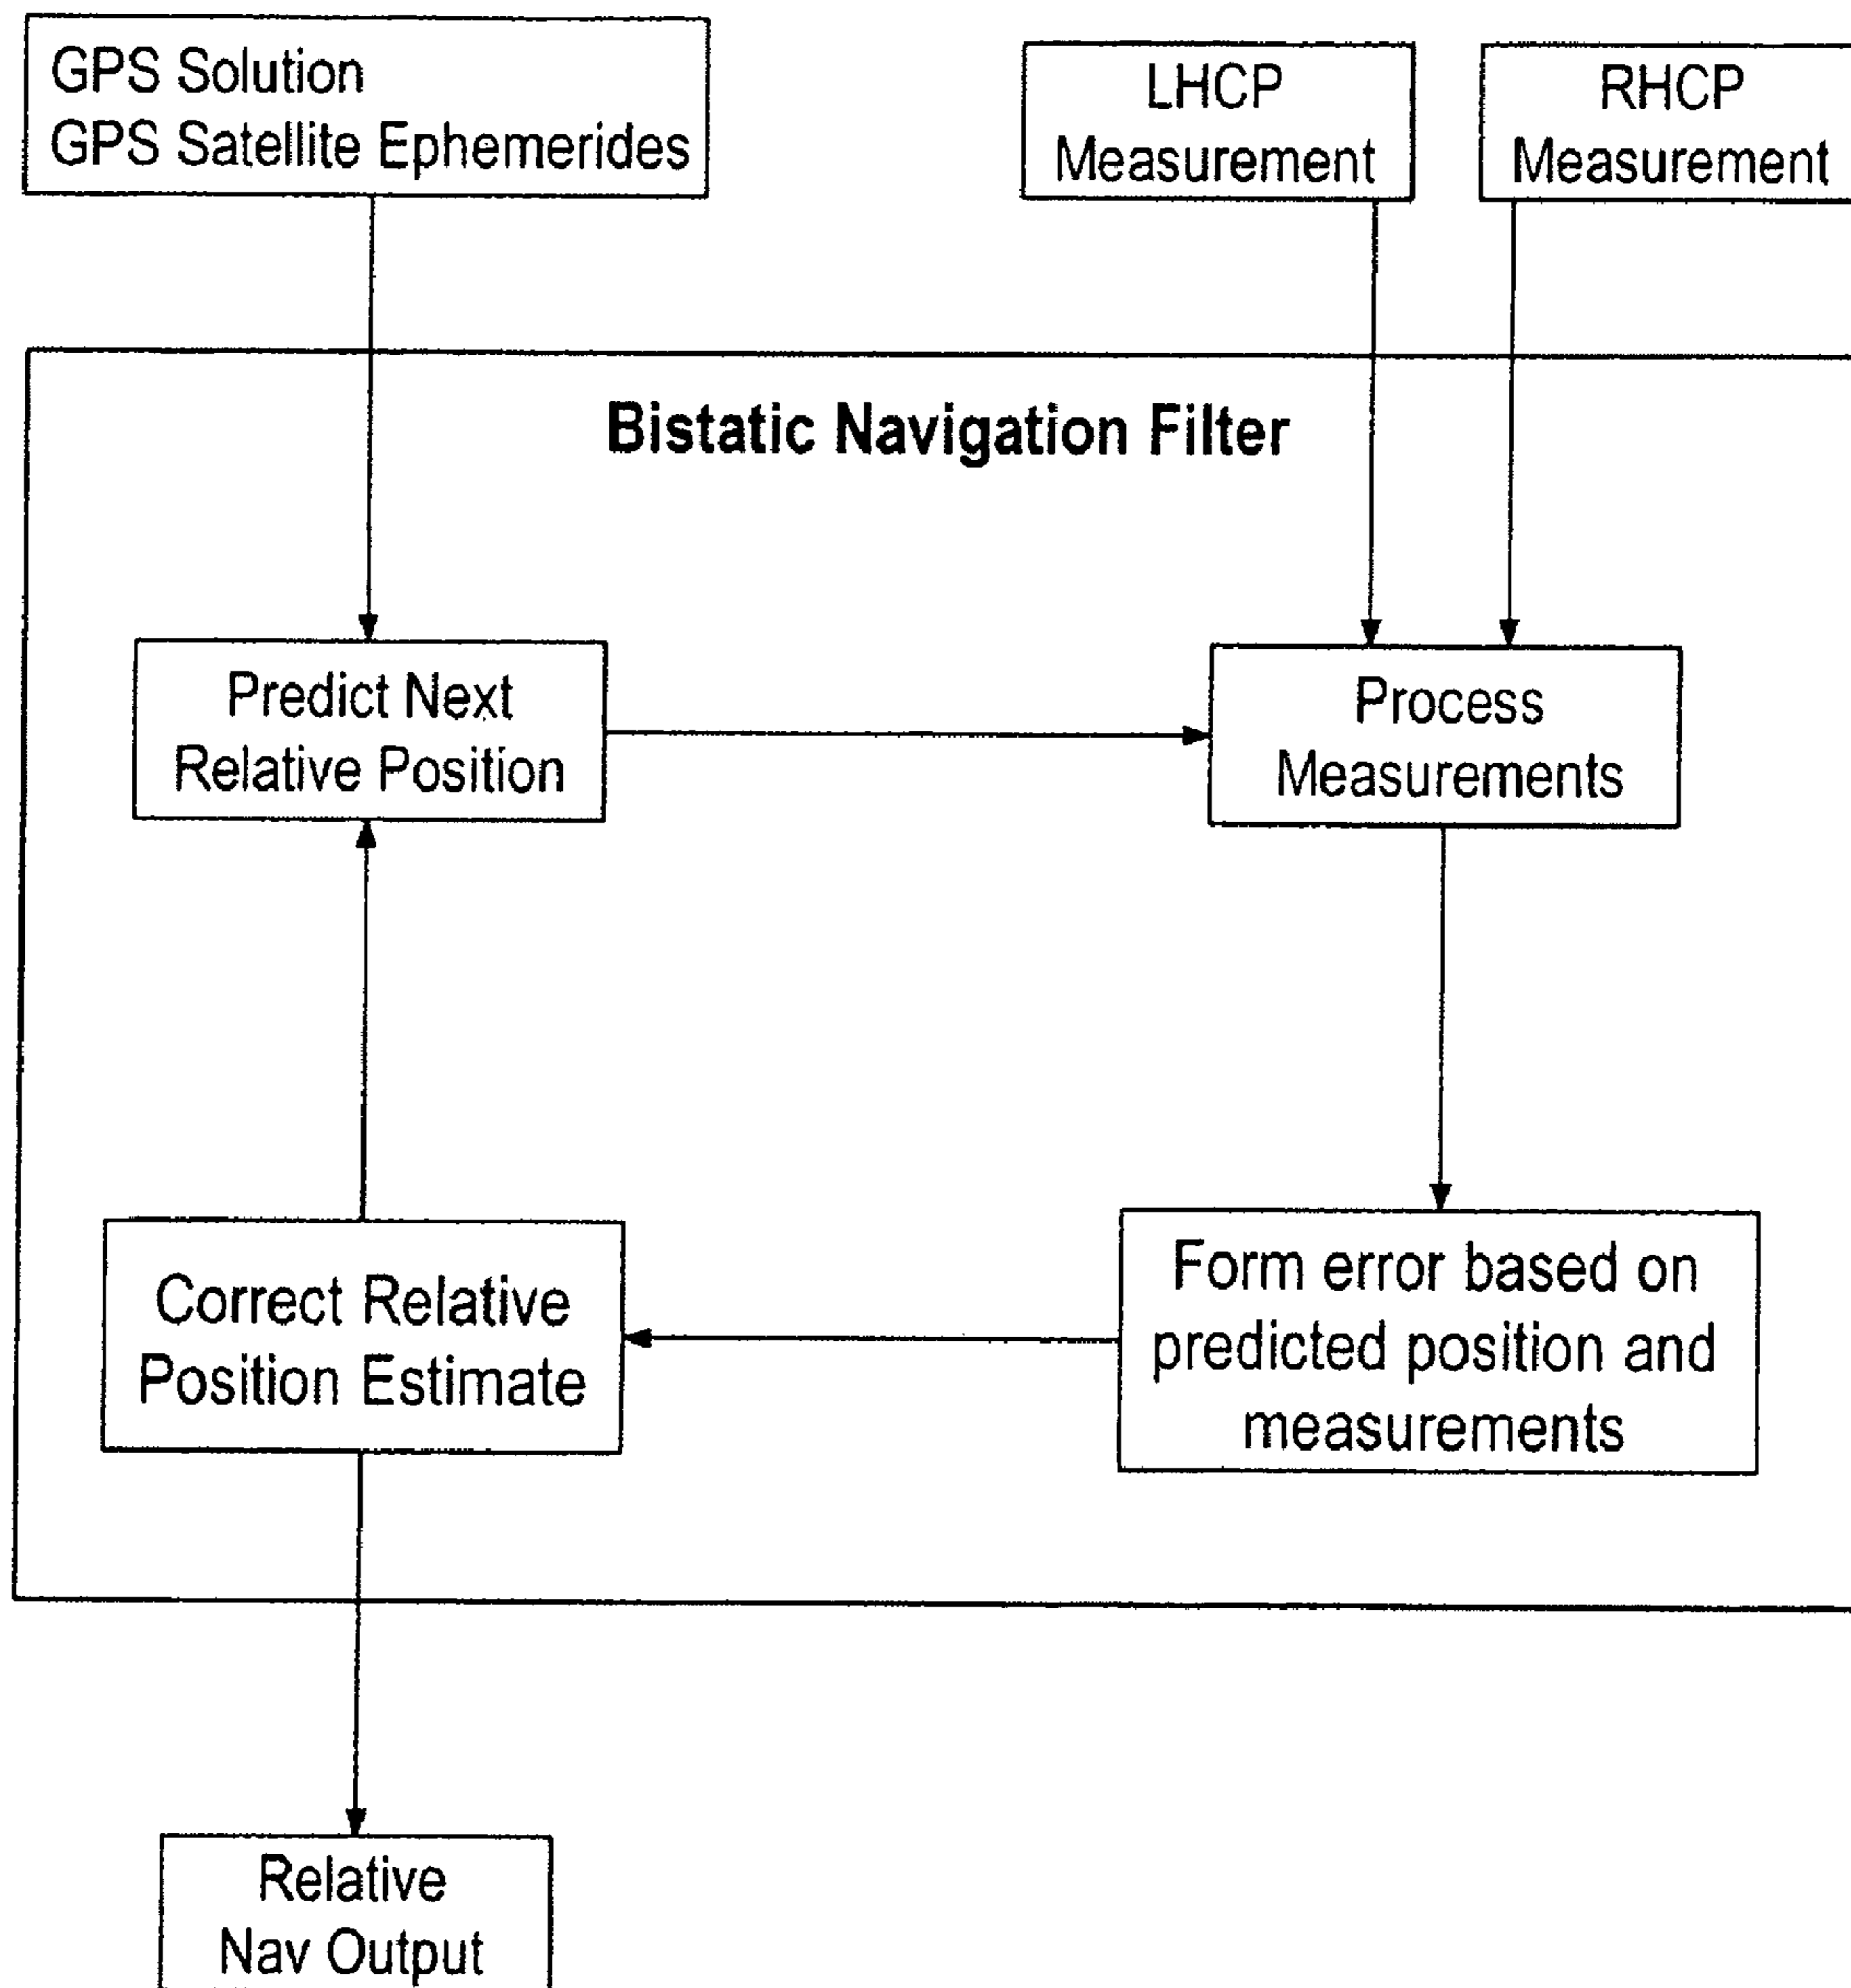 GPS Solution
GPS Satellite Ephemerides
LHCP
Measurement
RHCP
Measurement
Bistatic Navigation Filter
Predict Next
Relative Position
Process
Measurements
Correct Relative
Position Estimate
Form error based on
predicted position and
measurements
Relative
Nav Output